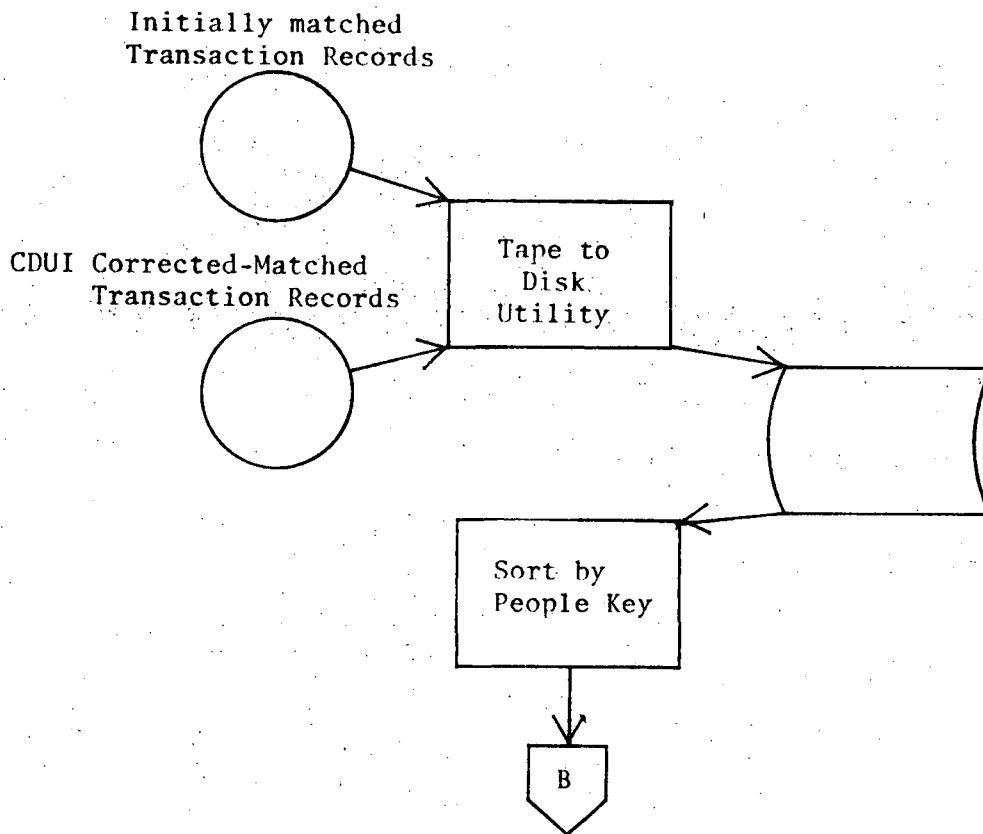 Initially matched
Transaction Records
CDUI Corrected-Matched
Transaction Records
Tape to
Disk
Utility
Sort by
People Key
B